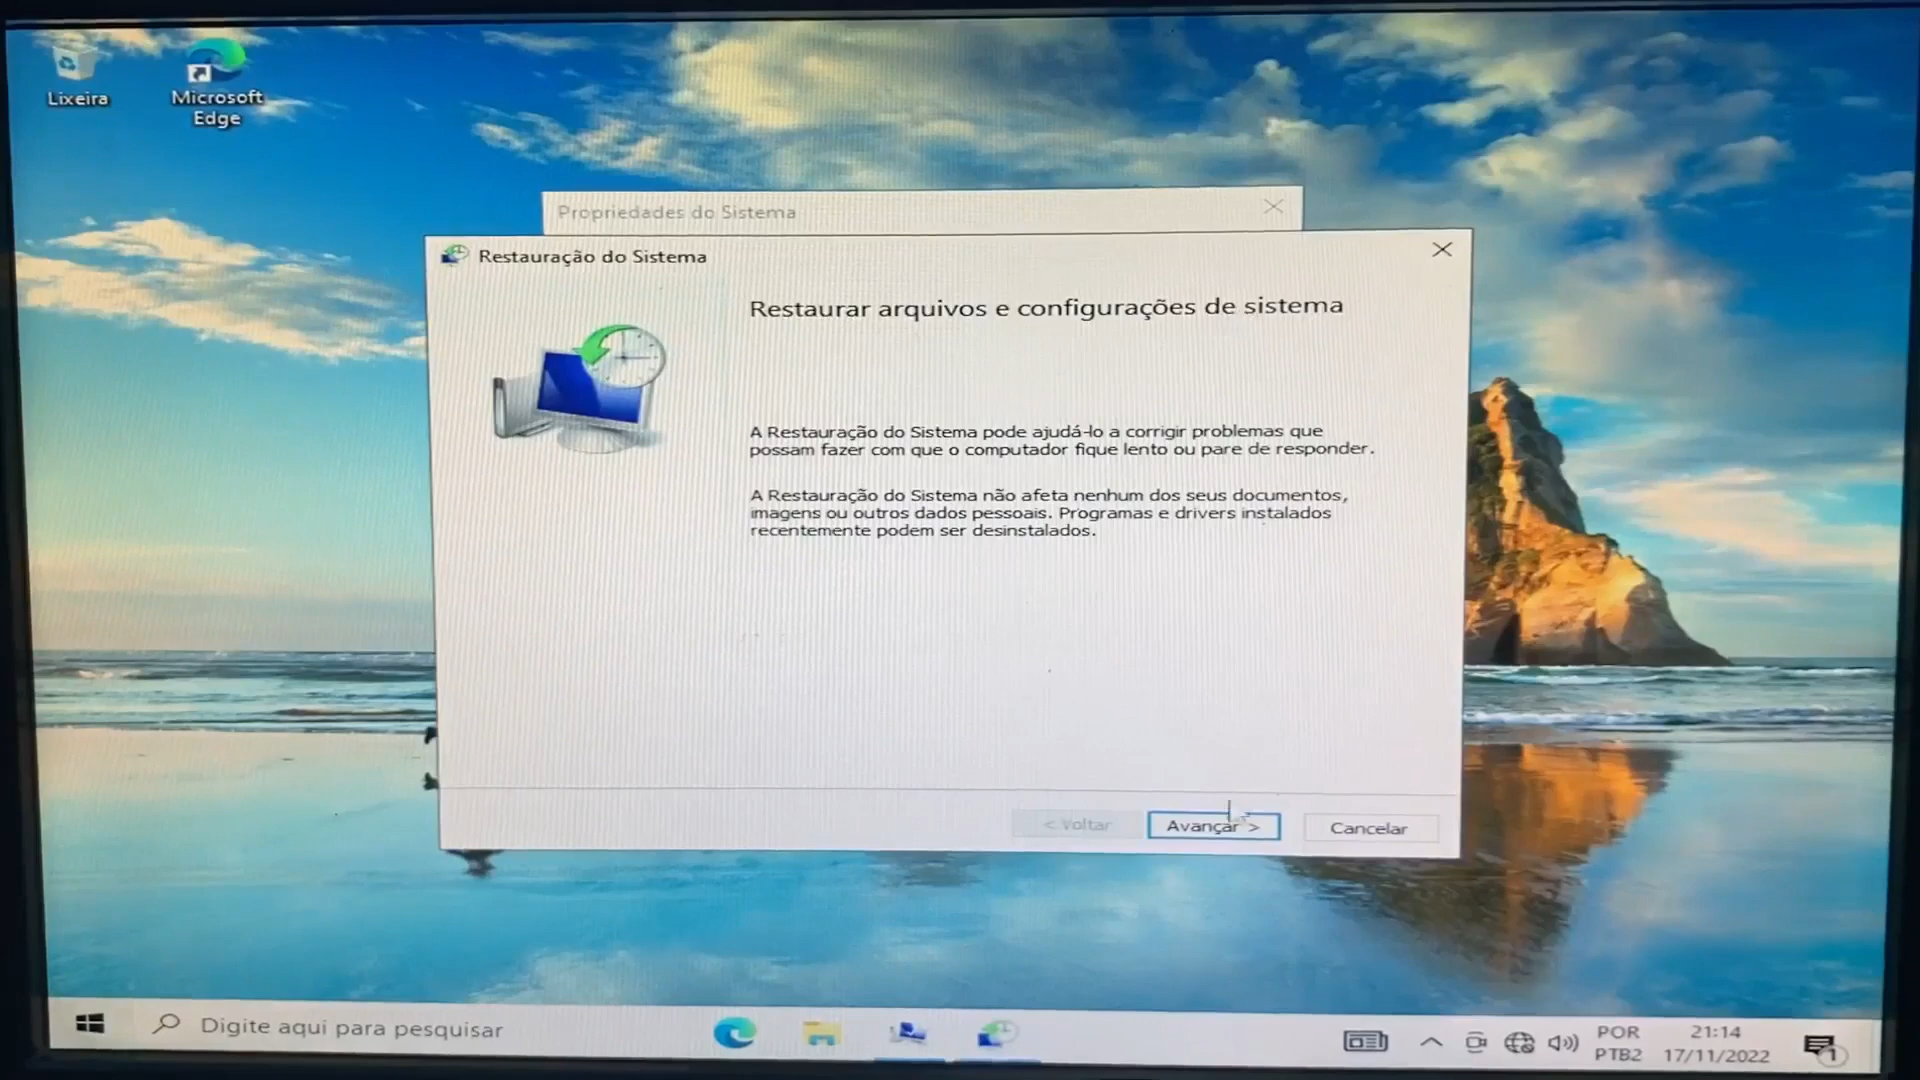 Lixeira
Microsoft
Edge
Propriedades do Sistema
Restauração do Sistema
Restaurar arquivos e configurações de sistema
A Restauração do Sistema pode ajudá-lo a corrigir problemas que
possam fazer com que o computador fique lento ou pare de responder.
A Restauração do Sistema não afeta nenhum dos seus documentos,
imagens ou outros dados pessoais. Programas e drivers instalados
recentemente podem ser desinstalados.
< Voltar
Avançar >
Cancelar
Digite aqui para pesquisar
POR
PTB2
21:14
17/11/2022
1